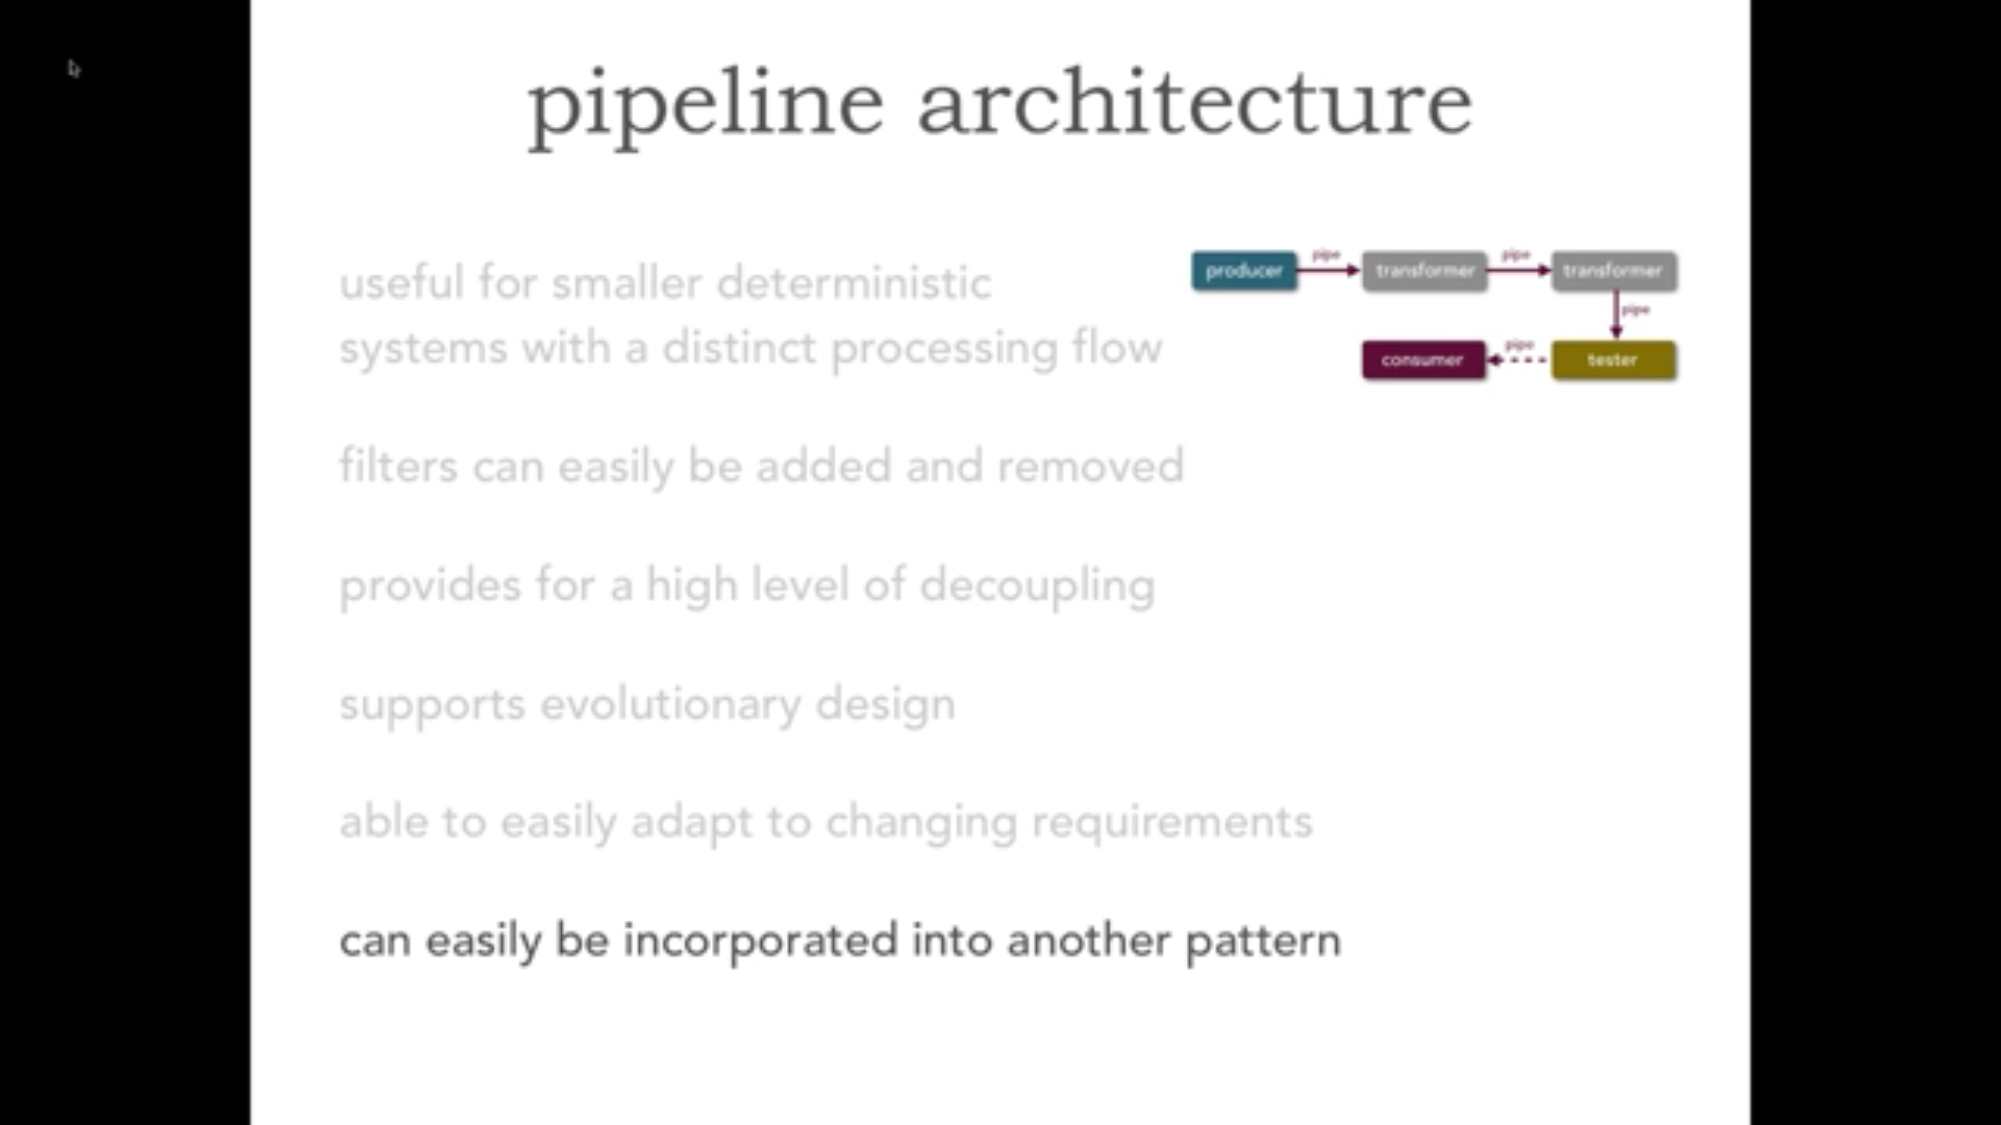 pipeline architecture
useful for smaller deterministic
systems with a distinct processing flow
producer
pipe
transformer
pipe
transformer
pipe
consumer
pipe
tester
filters can easily be added and removed
provides for a high level of decoupling
supports evolutionary design
able to easily adapt to changing requirements
can easily be incorporated into another pattern